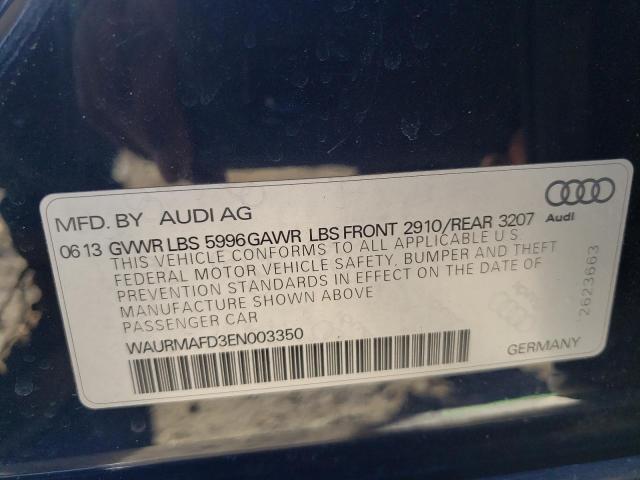 MFD. BY AUDI AG
Audi
06 13 GVWR LBS 5996 GAWR LBS FRONT 2910/REAR 3207
THIS VEHICLE CONFORMS TO ALL APPLICABLE U S
FEDERAL MOTOR VEHICLE SAFETY, BUMPER AND THEFT
PREVENTION STANDARDS IN EFFECT ON THE DATE OF
MANUFACTURE SHOWN ABOVE
PASSENGER CAR
WAURMAFD3EN003350
GERMANY
2623663